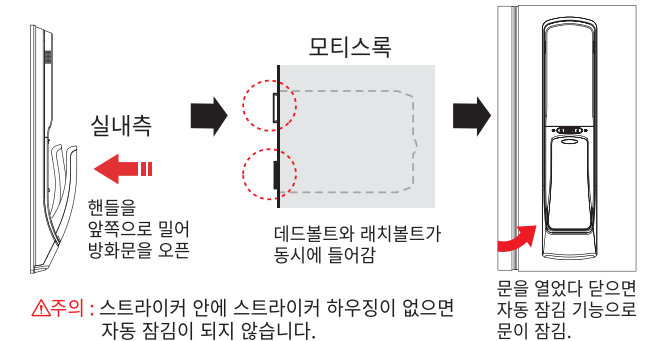 모티스록
실내측
핸들을
앞쪽으로 밀어
방화문을 오픈
데드볼트와 래치볼트가
동시에 들어감
문을 열었다 닫으면
자동 잠김 기능으로
문이 잠김.
⚠주의 : 스트라이커 안에 스트라이커 하우징이 없으면
자동 잠김이 되지 않습니다.